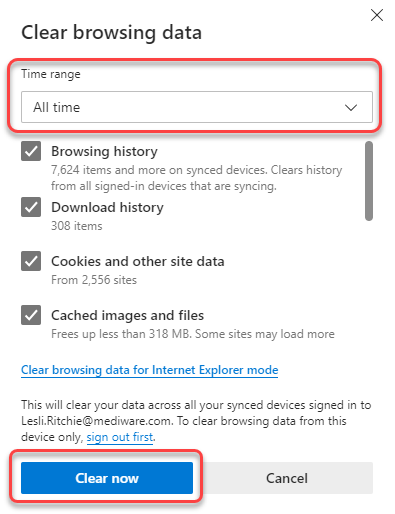 Clear browsing data
Time range
All time
Browsing history
7,624 items and more on synced devices. Clears history
from all signed-in devices that are syncing.
Download history
308 items
Cookies and other site data
From 2,556 sites
Cached images and files
Frees up less than 318 MB. Some sites may load more
Clear browsing data for Internet Explorer mode
This will clear your data across all your synced devices signed in to
Lesli.Ritchie@mediware.com. To clear browsing data from this
device only, sign out first.
Clear now
Cancel